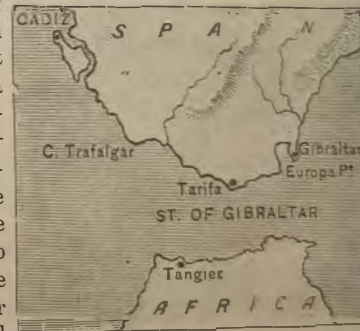 CADIZ
S P A N
C. Trafalgar
Gibraltar
Europa Pt
Tarifa
ST. OF GIBRALTAR
Tangier
A F R I C A